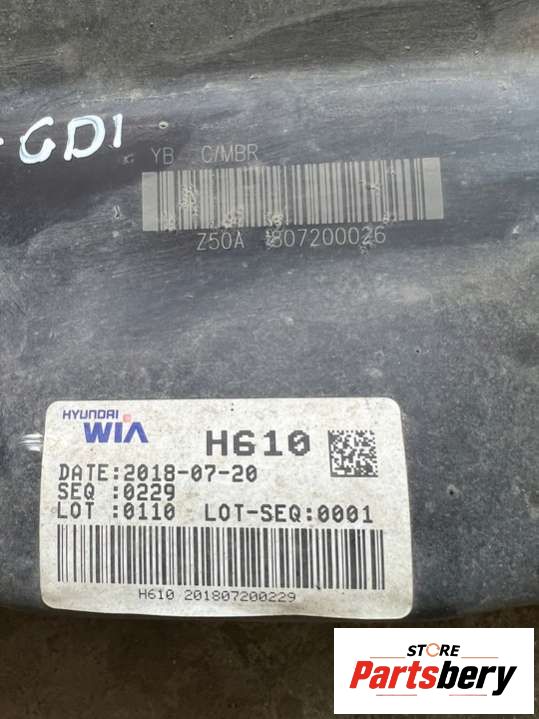 GDI
YB C/MBR
Z50A 807200026
HYUNDAI
WIA
H610
DATE:2018-07-20
SEQ :0229
LOT :0110 LOT-SEQ:0001
H610 201807200229
STORE
Partsbery